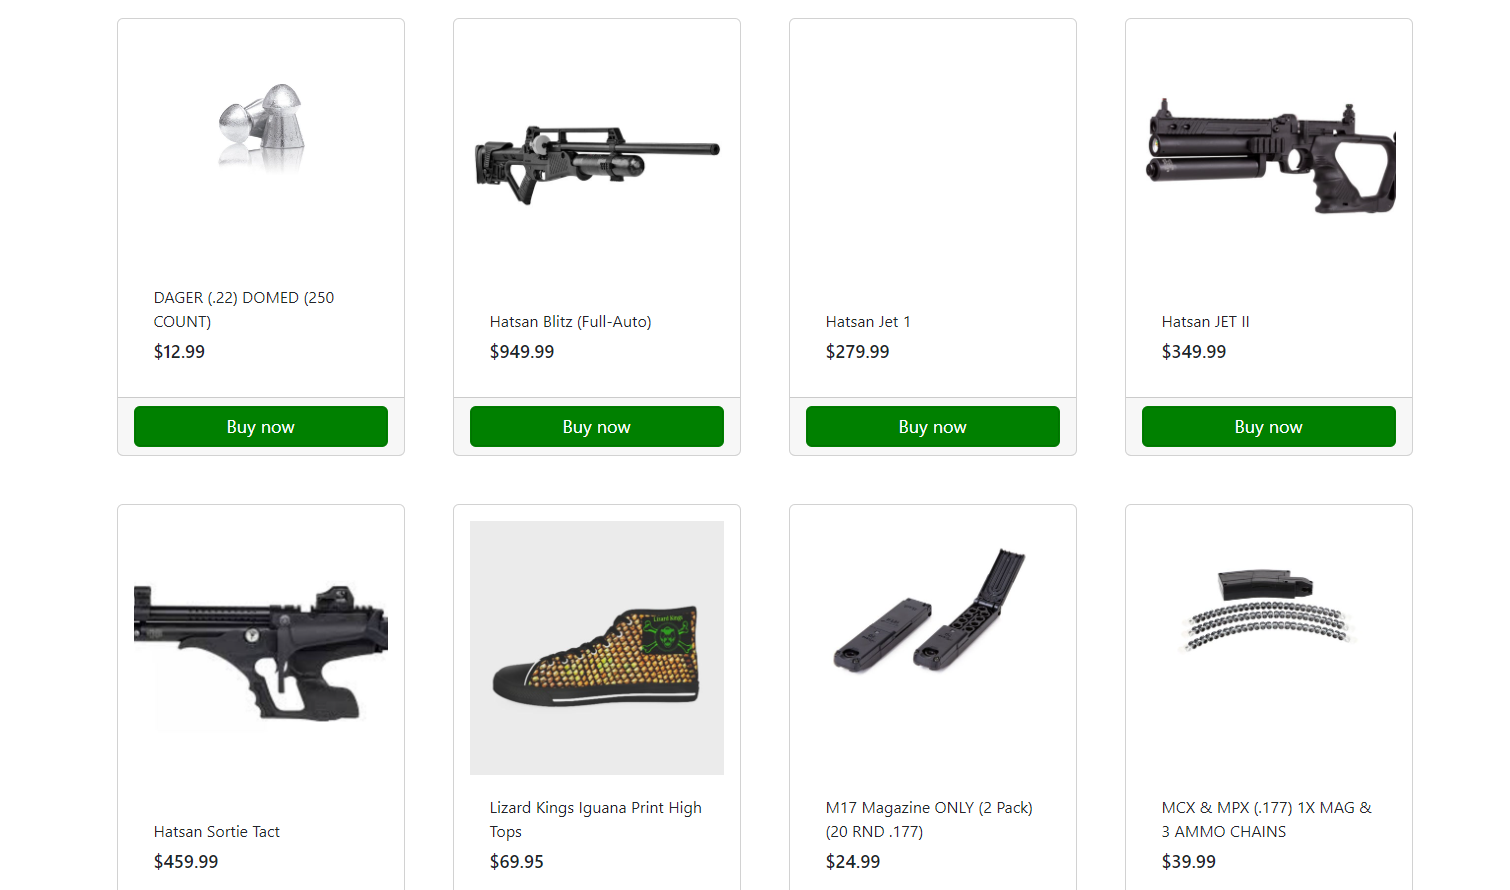 DAGER (.22) DOMED (250
COUNT)
$12.99
Buy now
Hatsan Blitz (Full-Auto)
$949.99
Buy now
Hatsan Jet 1
$279.99
Buy now
Hatsan JET II
$349.99
Buy now
Hatsan Sortie Tact
$459.99
Lizard Kings
Lizard Kings Iguana Print High
Tops
$69.95
M17 Magazine ONLY (2 Pack)
(20 RND .177)
$24.99
MCX & MPX (.177) 1X MAG &
3 AMMO CHAINS
$39.99